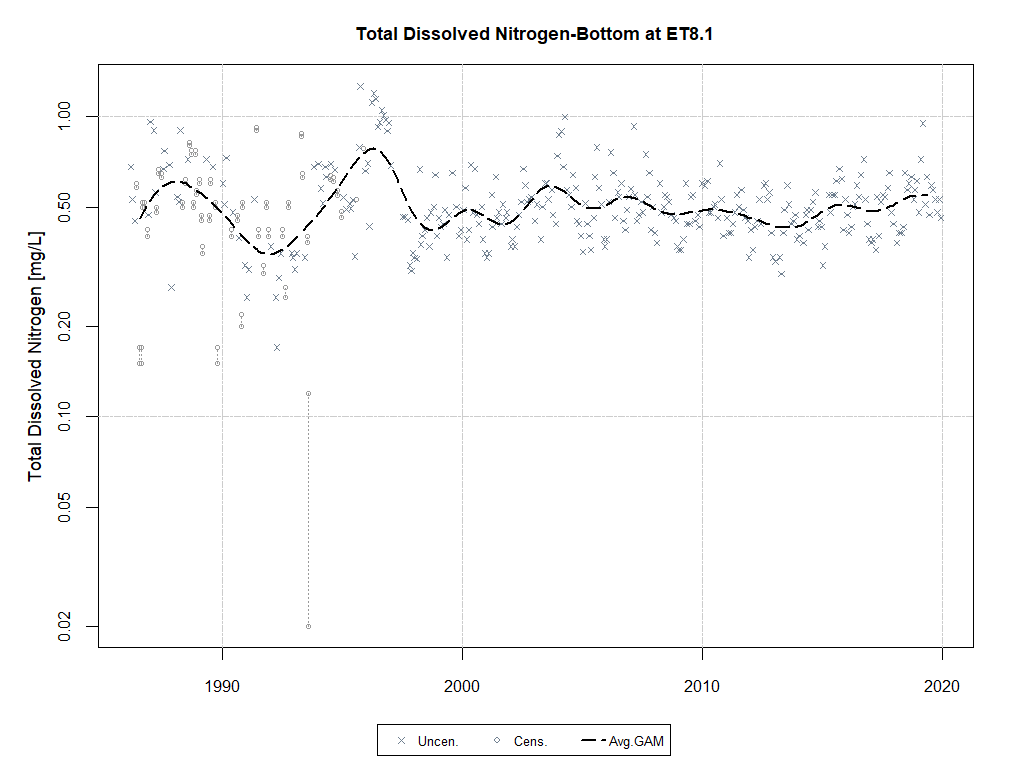 Total Dissolved Nitrogen-Bottom at ET8.1
Total Dissolved Nitrogen [mg/L]
1.00
0.50
0.20
0.10
0.05
0.02
1990 2000 2010 2020
Uncen. Cens. Avg.GAM